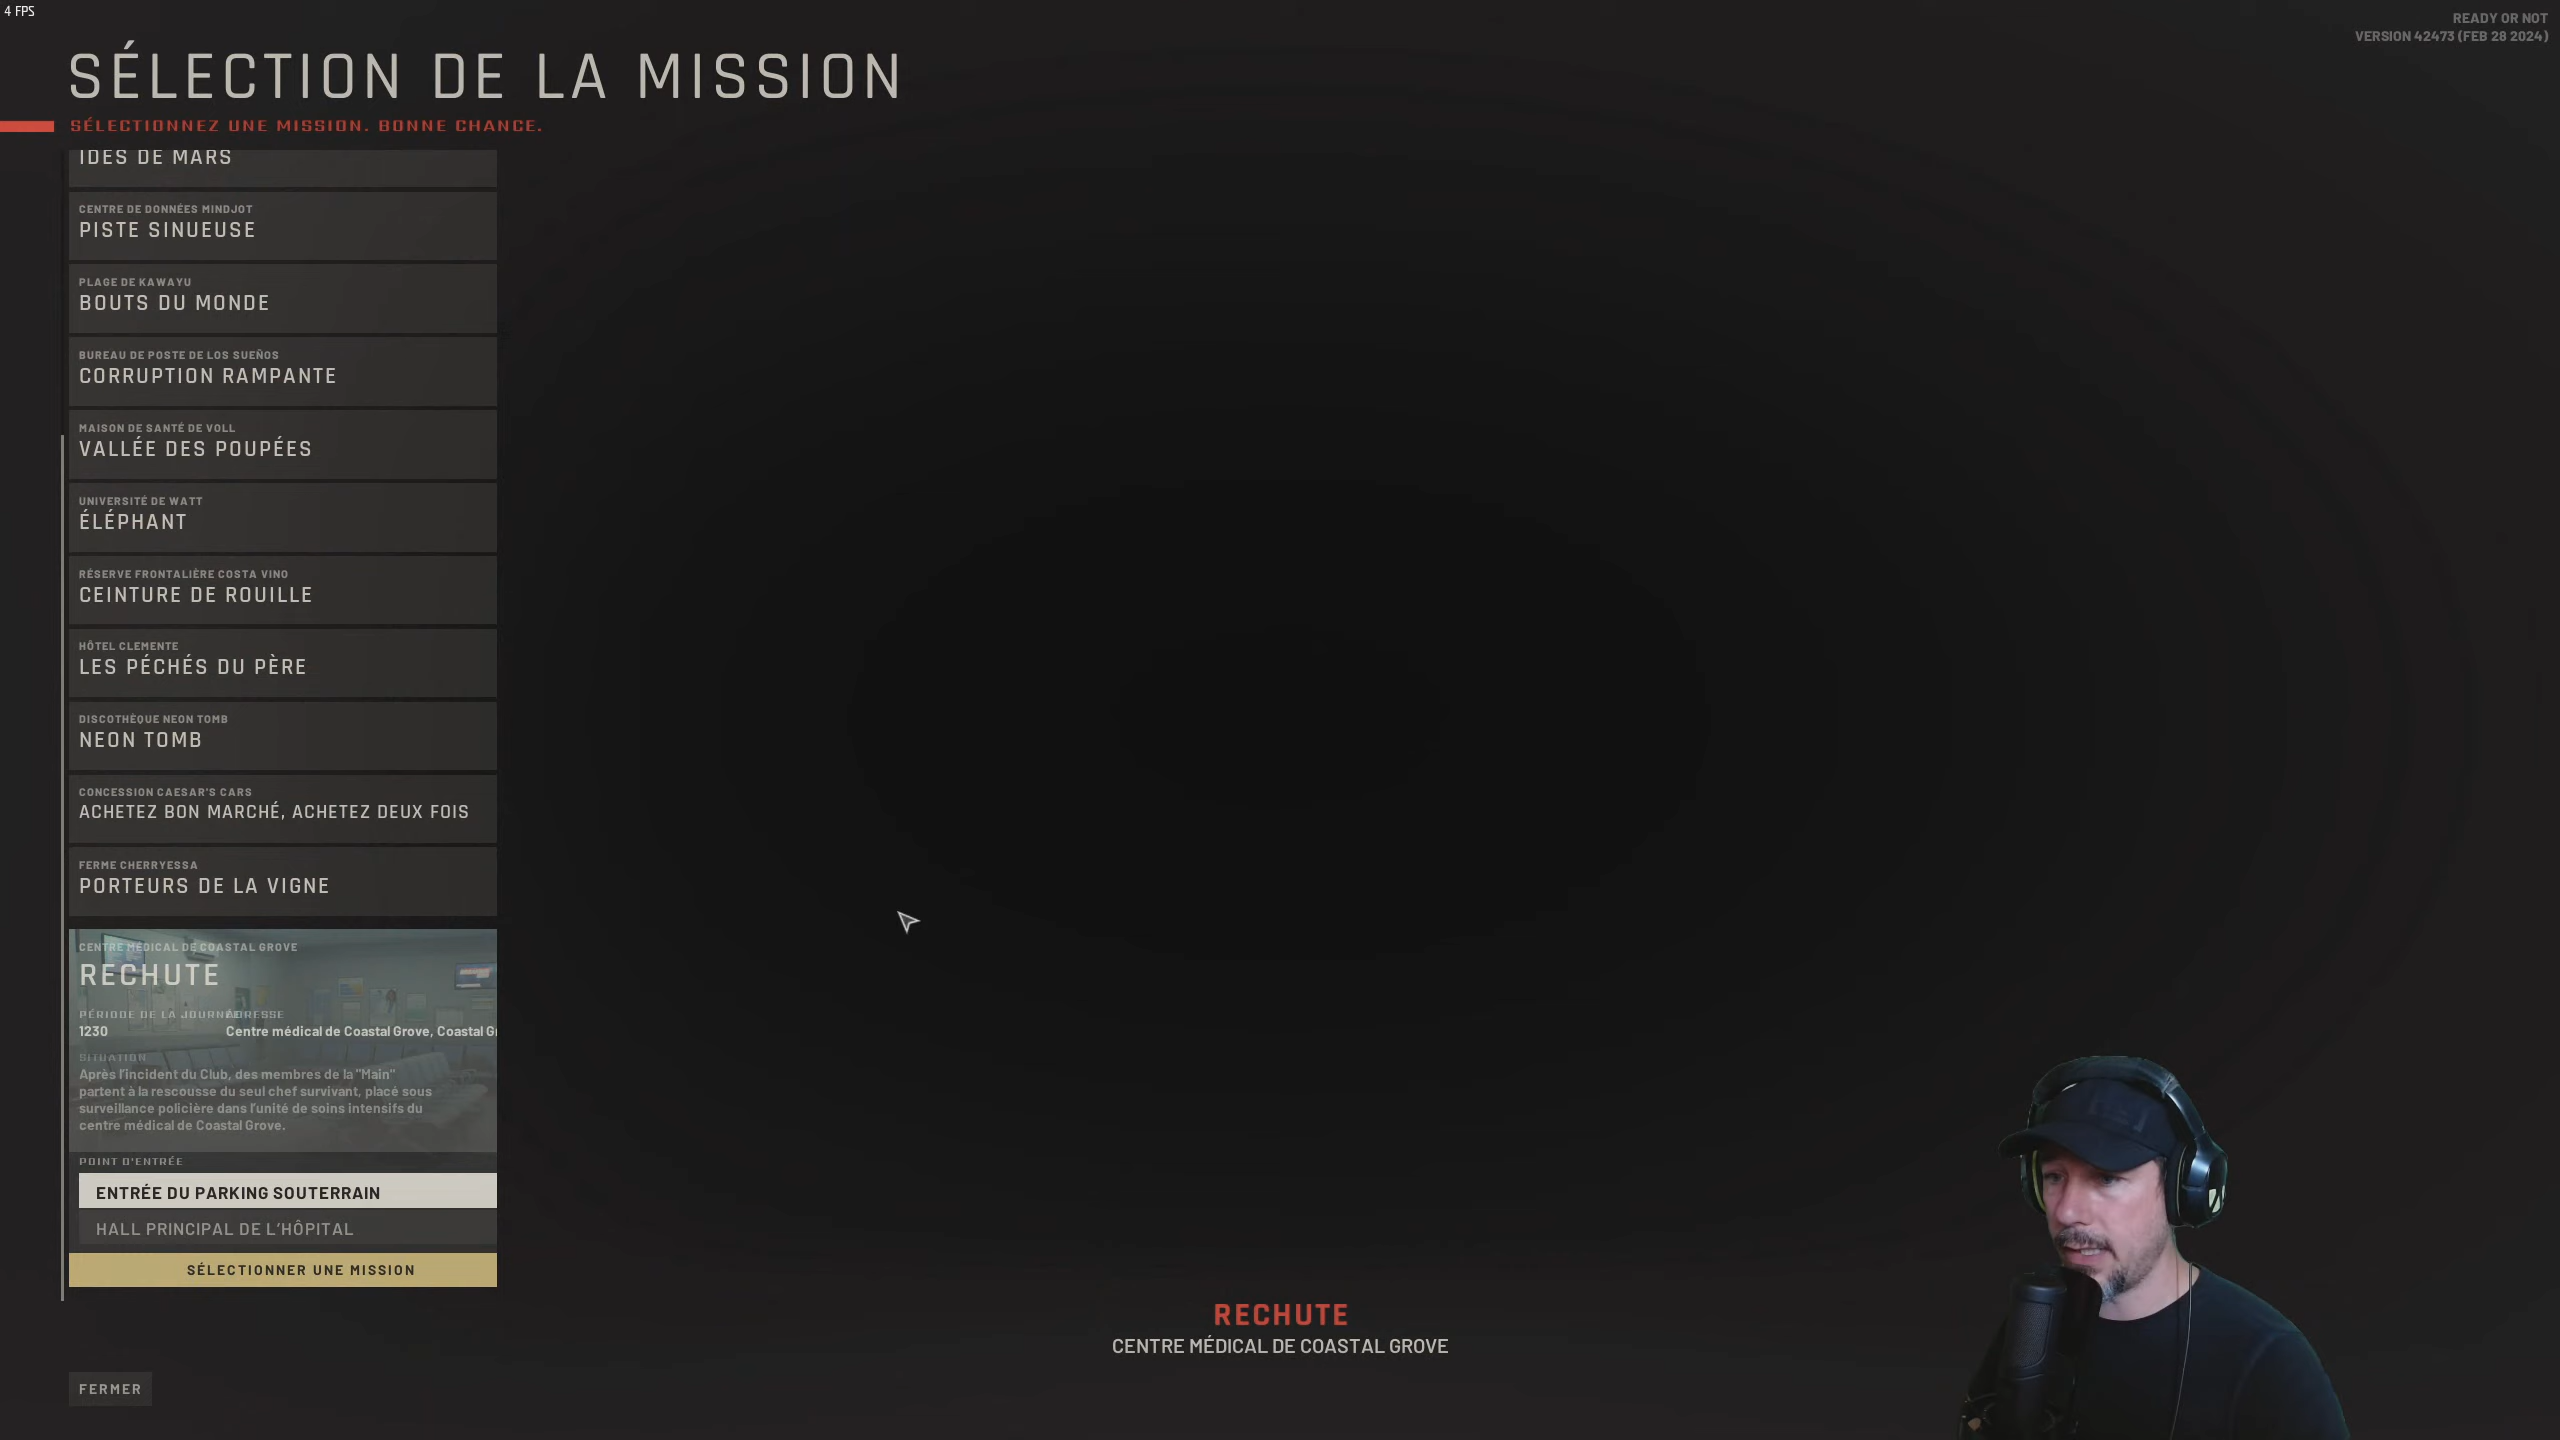 4 FPS
READY OR NOT
VERSION 42473 (FEB 28 2024)
SÉLECTION DE LA MISSION
SÉLECTIONNEZ UNE MISSION. BONNE CHANCE.
IDES DE MARS
CENTRE DE DONNÉES MINDJOT
PISTE SINUEUSE
PLAGE DE KAWAYU
BOUTS DU MONDE
BUREAU DE POSTE DE LOS SUEÑOS
CORRUPTION RAMPANTE
MAISON DE SANTÉ DE VOLL
VALLÉE DES POUPÉES
UNIVERSITÉ DE WATT
ÉLÉPHANT
RÉSERVE FRONTALIÈRE COSTA VINO
CEINTURE DE ROUILLE
HÔTEL CLEMENTE
LES PÉCHÉS DU PÈRE
DISCOTHÈQUE NEON TOMB
NEON TOMB
CONCESSION CAESAR'S CARS
ACHETEZ BON MARCHÉ, ACHETEZ DEUX FOIS
FERME CHERRYESSA
PORTEURS DE LA VIGNE
CENTRE MÉDICAL DE COASTAL GROVE
RECHUTE
PÉRIODE DE LA JOURNÉE ADRESSE
1230 Centre médical de Coastal Grove, Coastal Gr
SITUATION
Après l'incident du Club, des membres de la "Main"
partent à la rescousse du seul chef survivant, placé sous
surveillance policière dans l'unité de soins intensifs du
centre médical de Coastal Grove.
POINT D'ENTRÉE
ENTRÉE DU PARKING SOUTERRAIN
HALL PRINCIPAL DE L'HÔPITAL
SÉLECTIONNER UNE MISSION
RECHUTE
CENTRE MÉDICAL DE COASTAL GROVE
FERMER